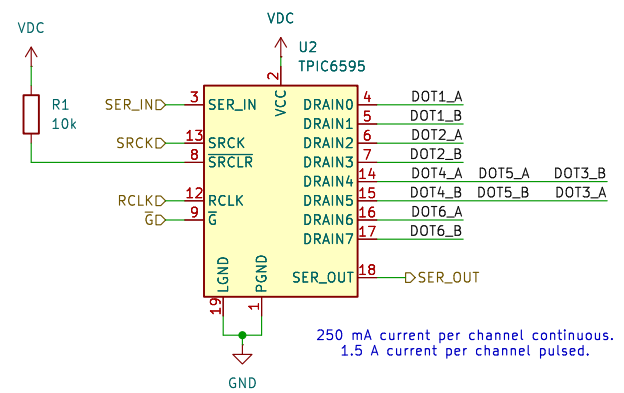 VDC
VDC
U2
TPIC6595
R1
10k
2
VCC
SER_IN 3 SER_IN DRAIN0 4 DOT1_A
DRAIN1 5 DOT1_B
SRCK 13 SRCK DRAIN2 6 DOT2_A
8 SRCLR DRAIN3 7 DOT2_B
DRAIN4 14 DOT4_A DOT5_A DOT3_B
RCLK 12 RCLK DRAIN5 15 DOT4_B DOT5_B DOT3_A
G 9 G DRAIN6 16 DOT6_A
DRAIN7 17 DOT6_B
LGND PGND SER_OUT 18 SER_OUT
19 1
250 mA current per channel continuous.
1.5 A current per channel pulsed.
GND